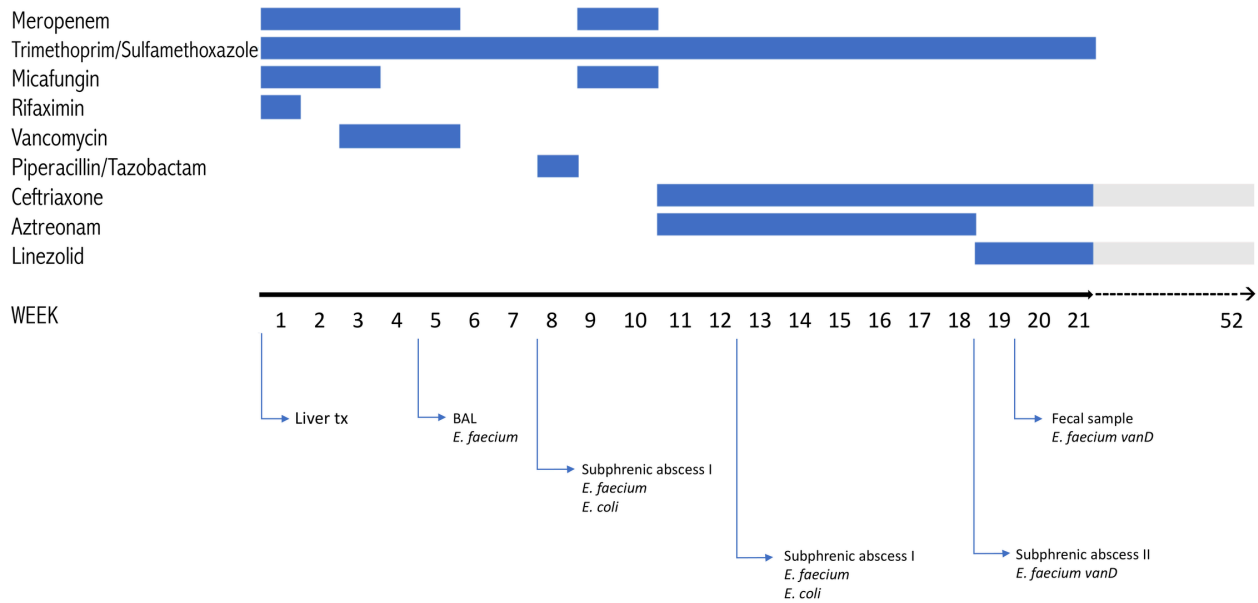 Meropenem
Trimethoprim/Sulfamethoxazole
Micafungin
Rifaximin
Vancomycin
Piperacillin/Tazobactam
Ceftriaxone
Aztreonam
Linezolid
WEEK 1 2 3 4 5 6 7 8 9 10 11 12 13 14 15 16 17 18 19 20 21 52
Liver tx
BAL
E. faecium
Fecal sample
E. faecium vanD
Subphrenic abscess I
E. faecium
E. coli
Subphrenic abscess I
E. faecium
E. coli
Subphrenic abscess II
E. faecium vanD